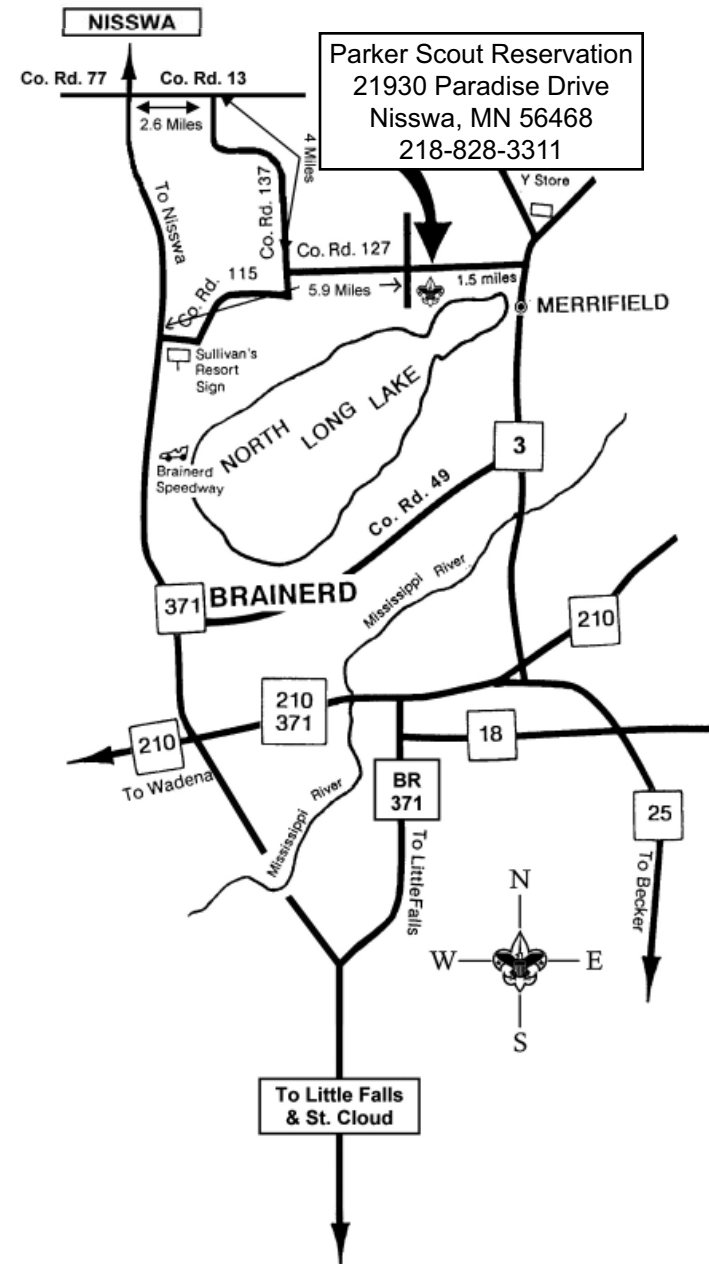 NISSWA
Parker Scout Reservation
21930 Paradise Drive
Nisswa, MN 56468
218-828-3311
Co. Rd. 77
Co. Rd. 13
2.6 Miles
4 Miles
Y Store
To Nisswa
Co. Rd. 137
Co. Rd. 127
Co. Rd. 115
5.9 Miles
1.5 miles
MERRIFIELD
Sullivan's
Resort
Sign
NORTH LONG LAKE
3
Brainerd
Speedway
Co. Rd. 49
Mississippi River
371
BRAINERD
210
210
371
210
18
To Wadena
BR
371
25
Mississippi River
To LittleFalls
To Becker
N
W
E
S
To Little Falls
& St. Cloud